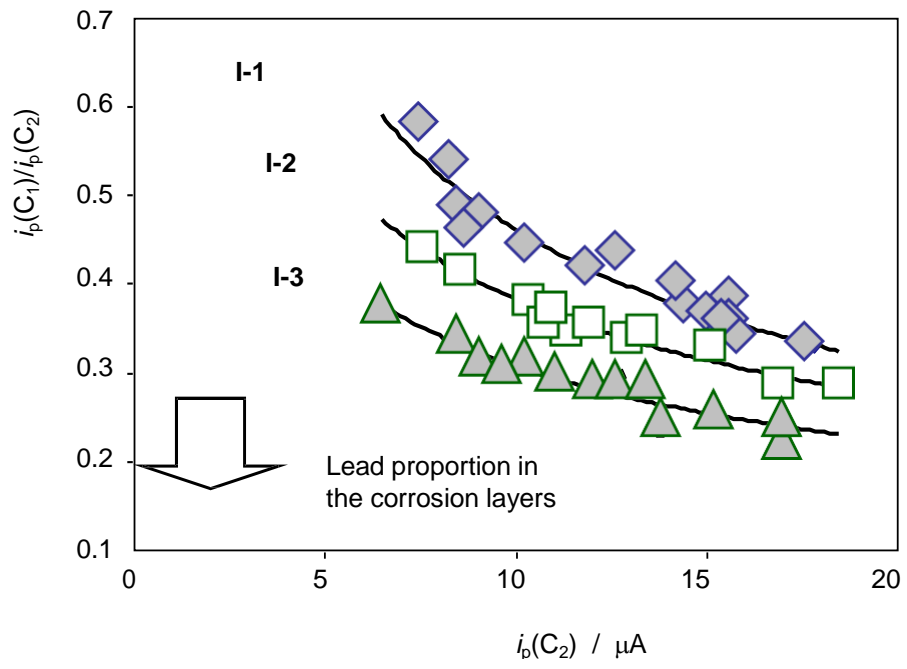 0.7
0.6
0.5
0.4
0.3
0.2
0.1
iₚ(C₁)/iₚ(C₂)
I-1
I-2
I-3
Lead proportion in
the corrosion layers
0 5 10 15 20
iₚ(C₂) / μA